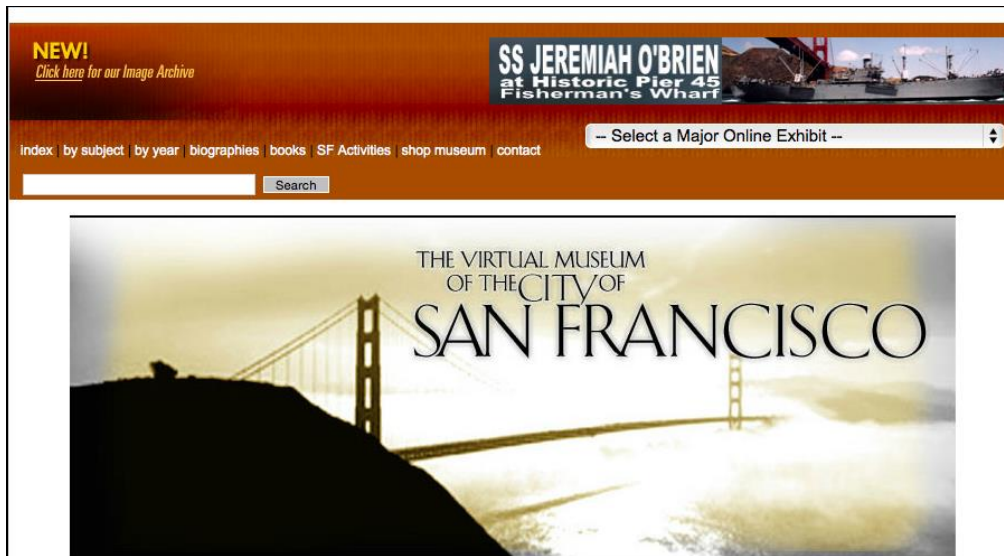 NEW!
Click here for our Image Archive
SS JEREMIAH O'BRIEN
at Historic Pier 45
Fisherman's Wharf
-- Select a Major Online Exhibit --
index | by subject | by year | biographies | books | SF Activities | shop museum | contact
Search
THE VIRTUAL MUSEUM
OF THE CITY OF
SAN FRANCISCO